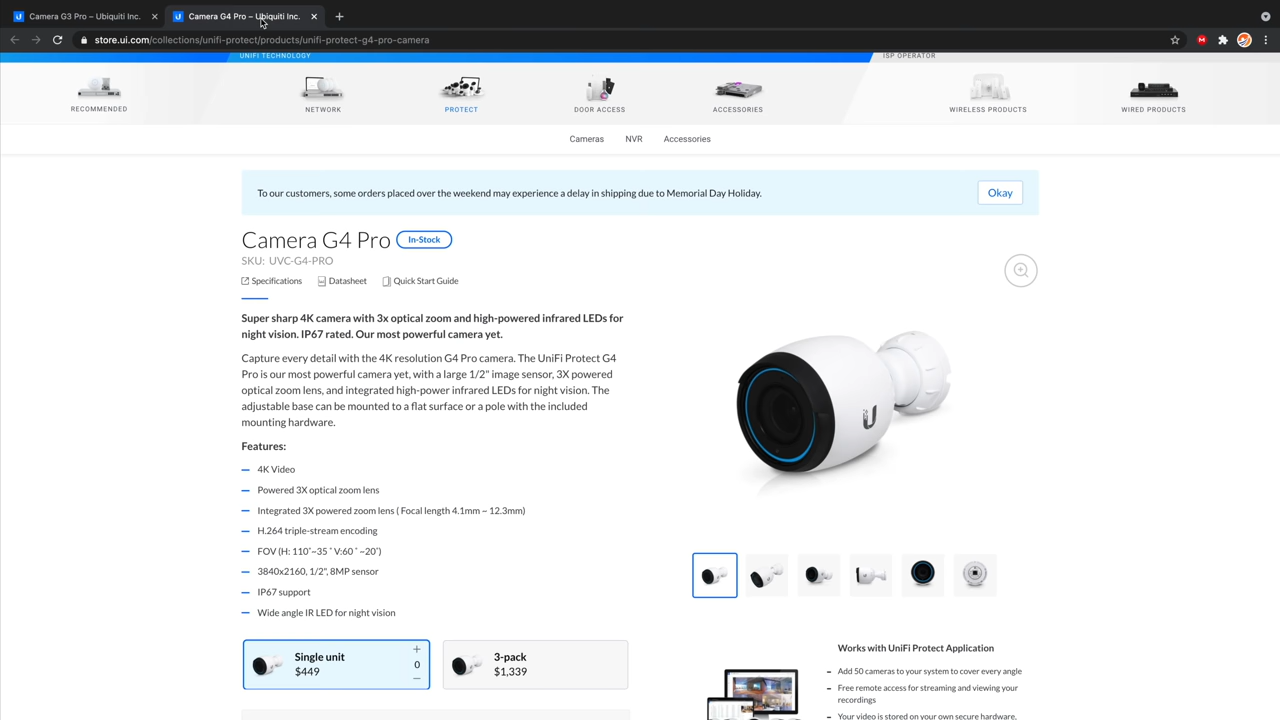 Camera G3 Pro – Ubiquiti Inc.
Camera G4 Pro – Ubiquiti Inc.
store.ui.com/collections/unifi-protect/products/unifi-protect-g4-pro-camera
UNIFI TECHNOLOGY
ISP OPERATOR
RECOMMENDED
NETWORK
PROTECT
DOOR ACCESS
ACCESSORIES
WIRELESS PRODUCTS
WIRED PRODUCTS
Cameras
NVR
Accessories
To our customers, some orders placed over the weekend may experience a delay in shipping due to Memorial Day Holiday.
Okay
Camera G4 Pro
In-Stock
SKU: UVC-G4-PRO
Specifications
Datasheet
Quick Start Guide
Super sharp 4K camera with 3x optical zoom and high-powered infrared LEDs for
night vision. IP67 rated. Our most powerful camera yet.
Capture every detail with the 4K resolution G4 Pro camera. The UniFi Protect G4
Pro is our most powerful camera yet, with a large 1/2" image sensor, 3X powered
optical zoom lens, and integrated high-power infrared LEDs for night vision. The
adjustable base can be mounted to a flat surface or a pole with the included
mounting hardware.
Features:
4K Video
Powered 3X optical zoom lens
Integrated 3X powered zoom lens ( Focal length 4.1mm ~ 12.3mm)
H.264 triple-stream encoding
FOV (H: 110˚~35 ˚ V:60 ˚ ~20˚)
3840x2160, 1/2", 8MP sensor
IP67 support
Wide angle IR LED for night vision
Single unit
$449
+
0
−
3-pack
$1,339
Works with UniFi Protect Application
– Add 50 cameras to your system to cover every angle
– Free remote access for streaming and viewing your
recordings
– Your video is stored on your own secure hardware,